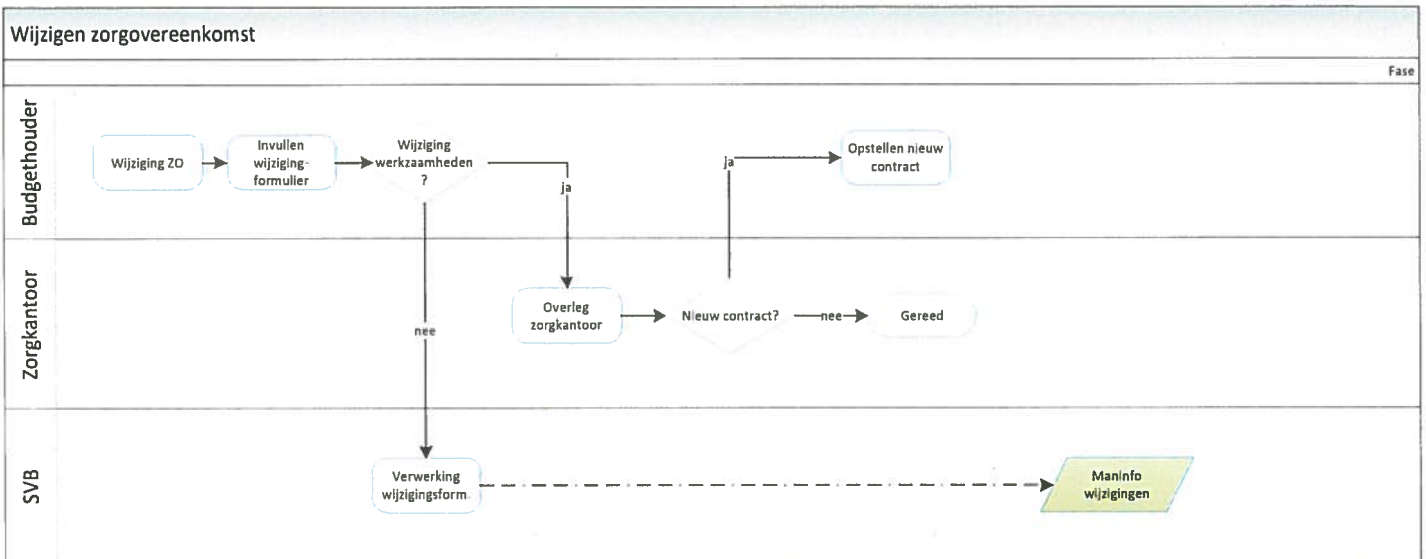 Wijzigen zorgovereenkomst
Fase
Budgethouder
Wijziging ZO
Invullen
wijziging-
formulier
Wijziging
werkzaamheden
?
ja
ja
Opstellen nieuw
contract
Zorgkantoor
nee
Overleg
zorgkantoor
Nieuw contract?
nee
Gereed
SVB
Verwerking
wijzigingsform.
ManInfo
wijzigingen